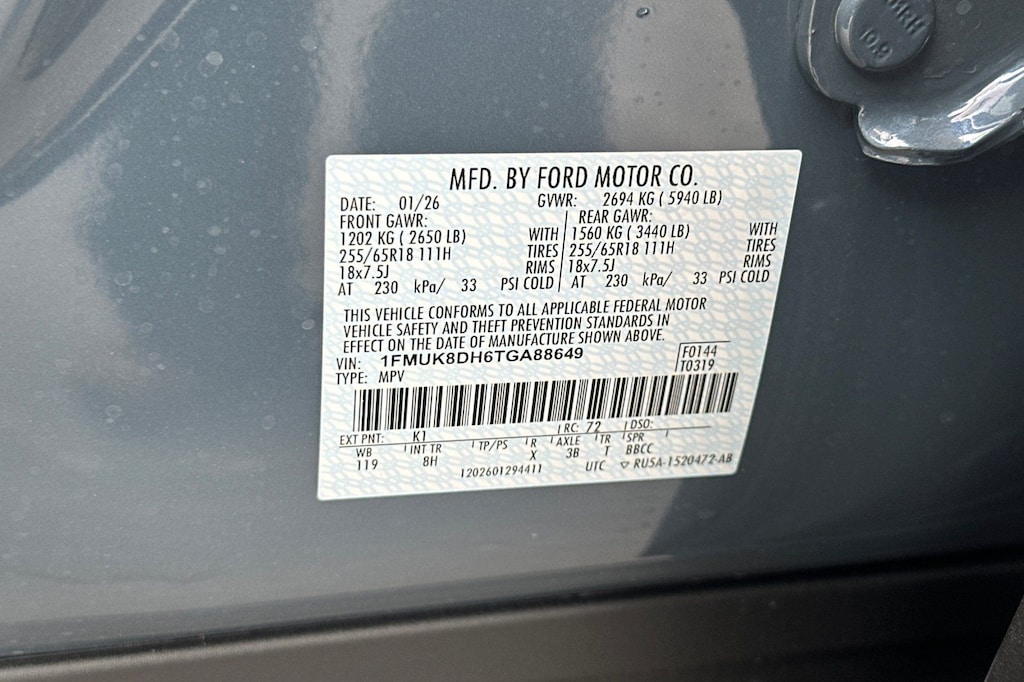 41RH
10.9
MFD. BY FORD MOTOR CO.
DATE: 01/26 GVWR: 2694 KG ( 5940 LB)
FRONT GAWR: REAR GAWR:
1202 KG ( 2650 LB) WITH 1560 KG ( 3440 LB) WITH
255/65R18 111H TIRES 255/65R18 111H TIRES
18x7.5J RIMS 18x7.5J RIMS
AT 230 kPa/ 33 PSI COLD AT 230 kPa/ 33 PSI COLD
THIS VEHICLE CONFORMS TO ALL APPLICABLE FEDERAL MOTOR
VEHICLE SAFETY AND THEFT PREVENTION STANDARDS IN
EFFECT ON THE DATE OF MANUFACTURE SHOWN ABOVE.
VIN: 1FMUK8DH6TGA88649 F0144
TYPE: MPV T0319
EXT PNT: K1 RC: 72 DSO:
WB INT TR TP/PS R AXLE TR SPR
119 8H X 3B T BBCC
1202601294411 UTC RU5A-1520472-AB